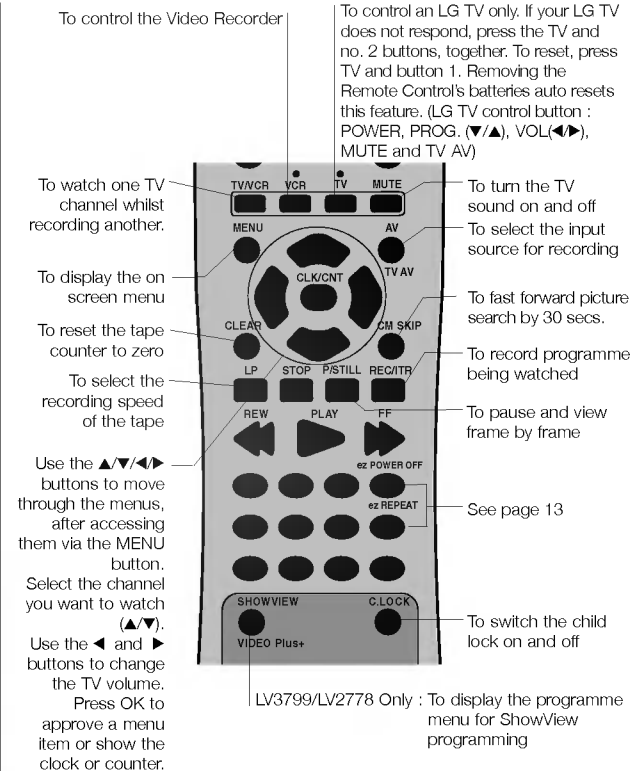 To control the Video Recorder
To control an LG TV only. If your LG TV
does not respond, press the TV and
no. 2 buttons, together. To reset, press
TV and button 1. Removing the
Remote Control's batteries auto resets
this feature. (LG TV control button :
POWER, PROG. (▼/▲), VOL(◀/▶),
MUTE and TV AV)
To watch one TV
channel whilst
recording another.
To display the on
screen menu
To reset the tape
counter to zero
To select the
recording speed
of the tape
Use the ▲/▼/◀/▶
buttons to move
through the menus,
after accessing
them via the MENU
button.
Select the channel
you want to watch
(▲/▼).
Use the ◀ and ▶
buttons to change
the TV volume.
Press OK to
approve a menu
item or show the
clock or counter.
TV/VCR VCR TV MUTE
MENU AV
CLK/CNT TV AV
CLEAR CM SKIP
LP STOP P/STILL REC/ITR
REW PLAY FF
ez POWER OFF
ez REPEAT
SHOWVIEW C.LOCK
VIDEO Plus+
To turn the TV
sound on and off
To select the input
source for recording
To fast forward picture
search by 30 secs.
To record programme
being watched
To pause and view
frame by frame
See page 13
To switch the child
lock on and off
LV3799/LV2778 Only : To display the programme
menu for ShowView
programming